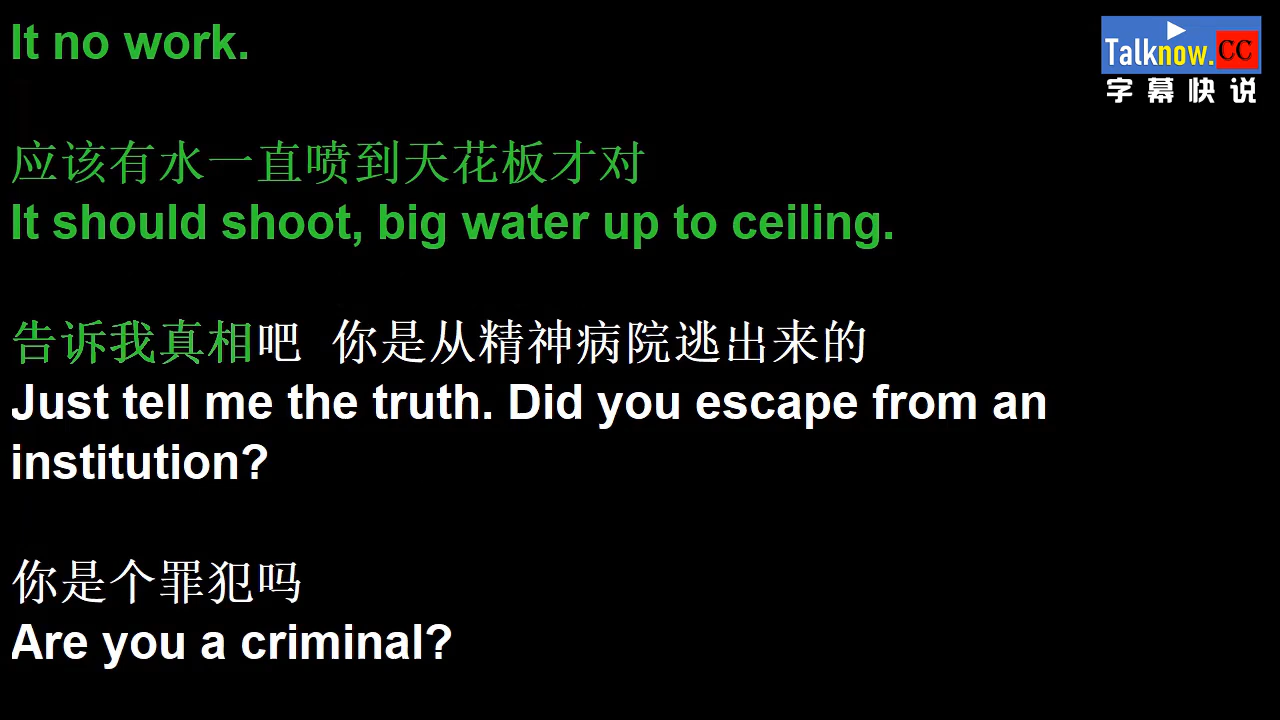 It no work.
Talknow.CC
字幕快说
应该有水一直喷到天花板才对
It should shoot, big water up to ceiling.
告诉我真相吧 你是从精神病院逃出来的
Just tell me the truth. Did you escape from an
institution?
你是个罪犯吗
Are you a criminal?